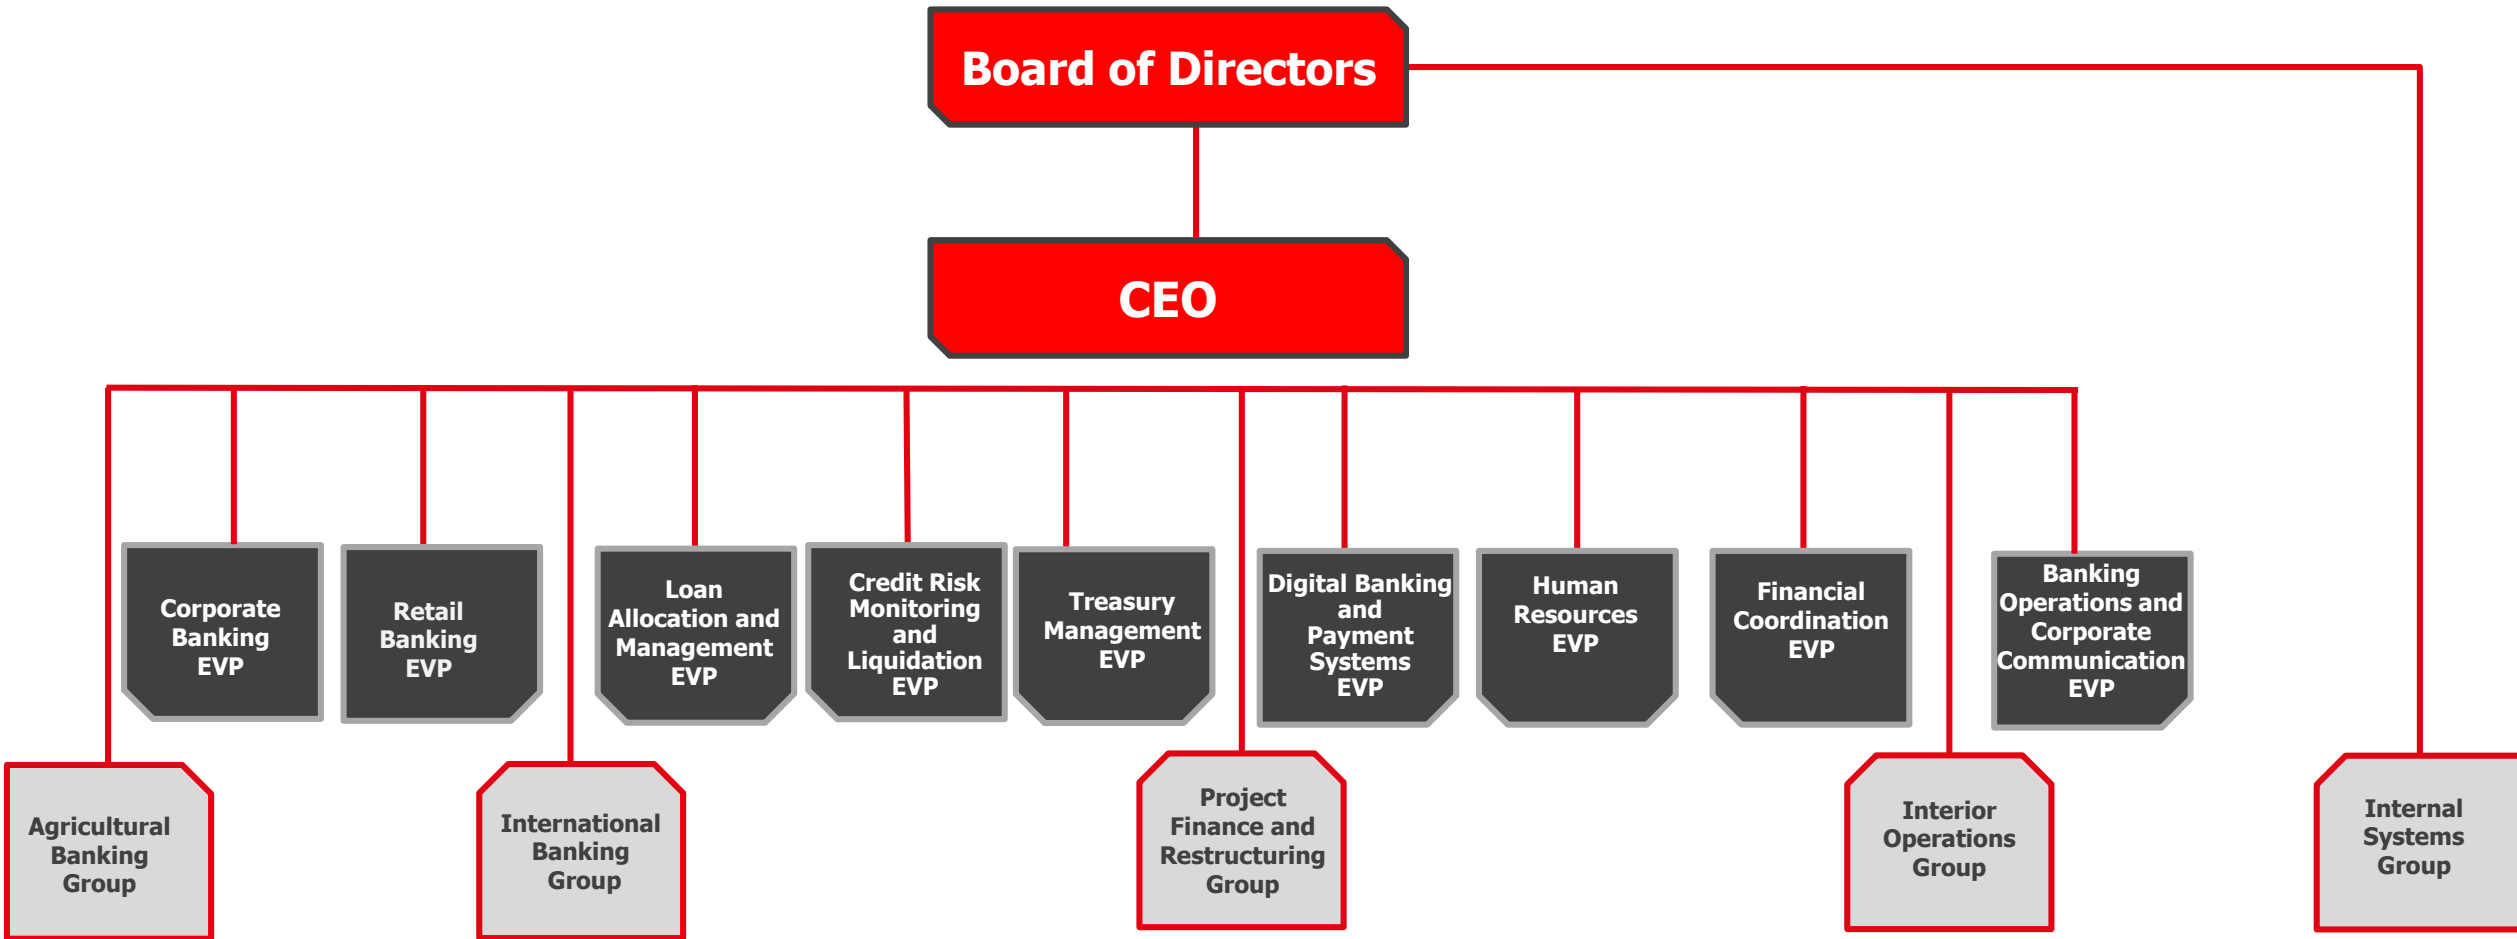 Board of Directors
CEO
Corporate
Banking
EVP
Retail
Banking
EVP
Loan
Allocation and
Management
EVP
Credit Risk
Monitoring
and
Liquidation
EVP
Treasury
Management
EVP
Digital Banking
and
Payment
Systems
EVP
Human
Resources
EVP
Financial
Coordination
EVP
Banking
Operations and
Corporate
Communication
EVP
Agricultural
Banking
Group
International
Banking
Group
Project
Finance and
Restructuring
Group
Interior
Operations
Group
Internal
Systems
Group